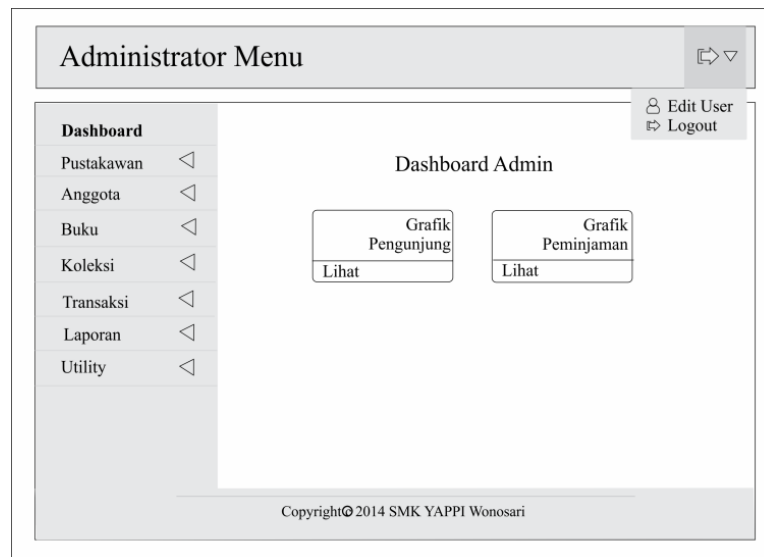 Administrator Menu
Edit User
Logout
Dashboard
Pustakawan
Anggota
Buku
Koleksi
Transaksi
Laporan
Utility
Dashboard Admin
Grafik
Pengunjung
Lihat
Grafik
Peminjaman
Lihat
Copyright© 2014 SMK YAPPI Wonosari